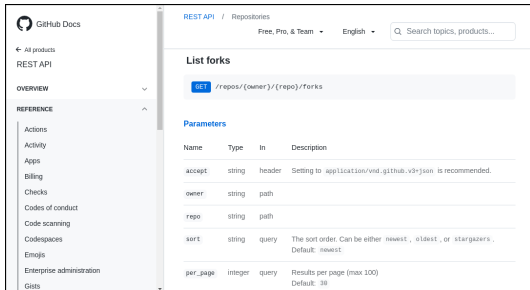 GitHub Docs
All products
REST API
OVERVIEW
REFERENCE
Actions
Activity
Apps
Billing
Checks
Codes of conduct
Code scanning
Codespaces
Emojis
Enterprise administration
Gists
REST API / Repositories
Free, Pro, & Team English Search topics, products...
List forks
GET /repos/{owner}/{repo}/forks
Parameters
Name Type In Description
accept string header Setting to application/vnd.github.v3+json is recommended.
owner string path
repo string path
sort string query The sort order. Can be either newest, oldest, or stargazers.
Default: newest
per_page integer query Results per page (max 100)
Default: 30